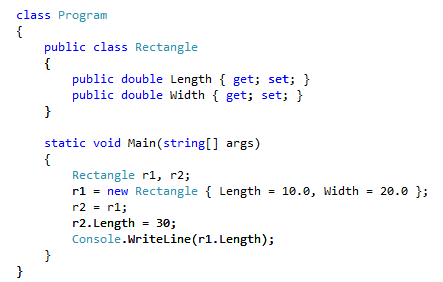 class Program
{
    public class Rectangle
    {
        public double Length { get; set; }
        public double Width { get; set; }
    }

    static void Main(string[] args)
    {
        Rectangle r1, r2;
        r1 = new Rectangle { Length = 10.0, Width = 20.0 };
        r2 = r1;
        r2.Length = 30;
        Console.WriteLine(r1.Length);
    }
}